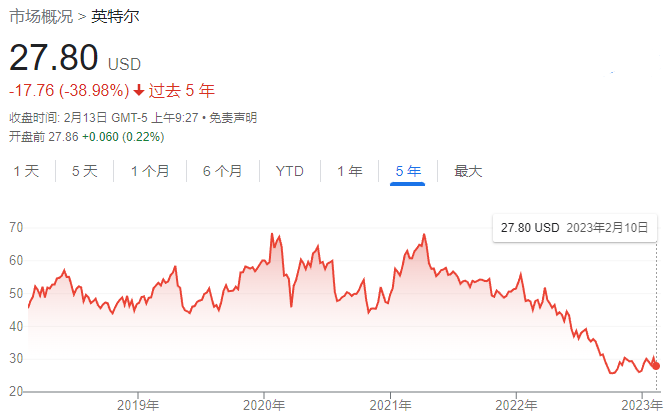 市场概况 > 英特尔
27.80 USD
-17.76 (-38.98%) 过去 5 年
收盘时间: 2月13日 GMT-5 上午9:27 • 免责声明
开盘前 27.86 +0.060 (0.22%)
1 天 5 天 1 个月 6 个月 YTD 1 年 5 年 最大
27.80 USD 2023年2月10日
70
60
50
40
30
20
2019年 2020年 2021年 2022年 2023年